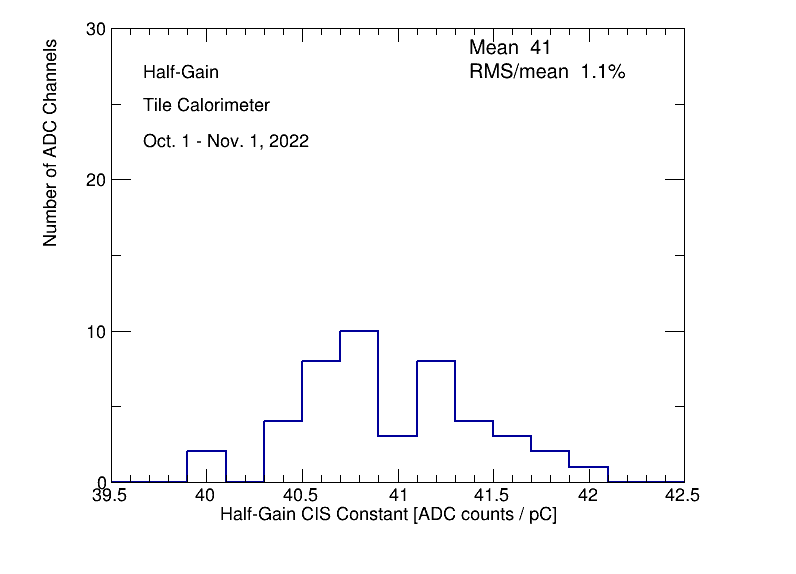 30
Mean 41
Half-Gain
RMS/mean 1.1%
Tile Calorimeter
Oct. 1 - Nov. 1, 2022
Number of ADC Channels
20
10
0
39.5 40 40.5 41 41.5 42 42.5
Half-Gain CIS Constant [ADC counts / pC]